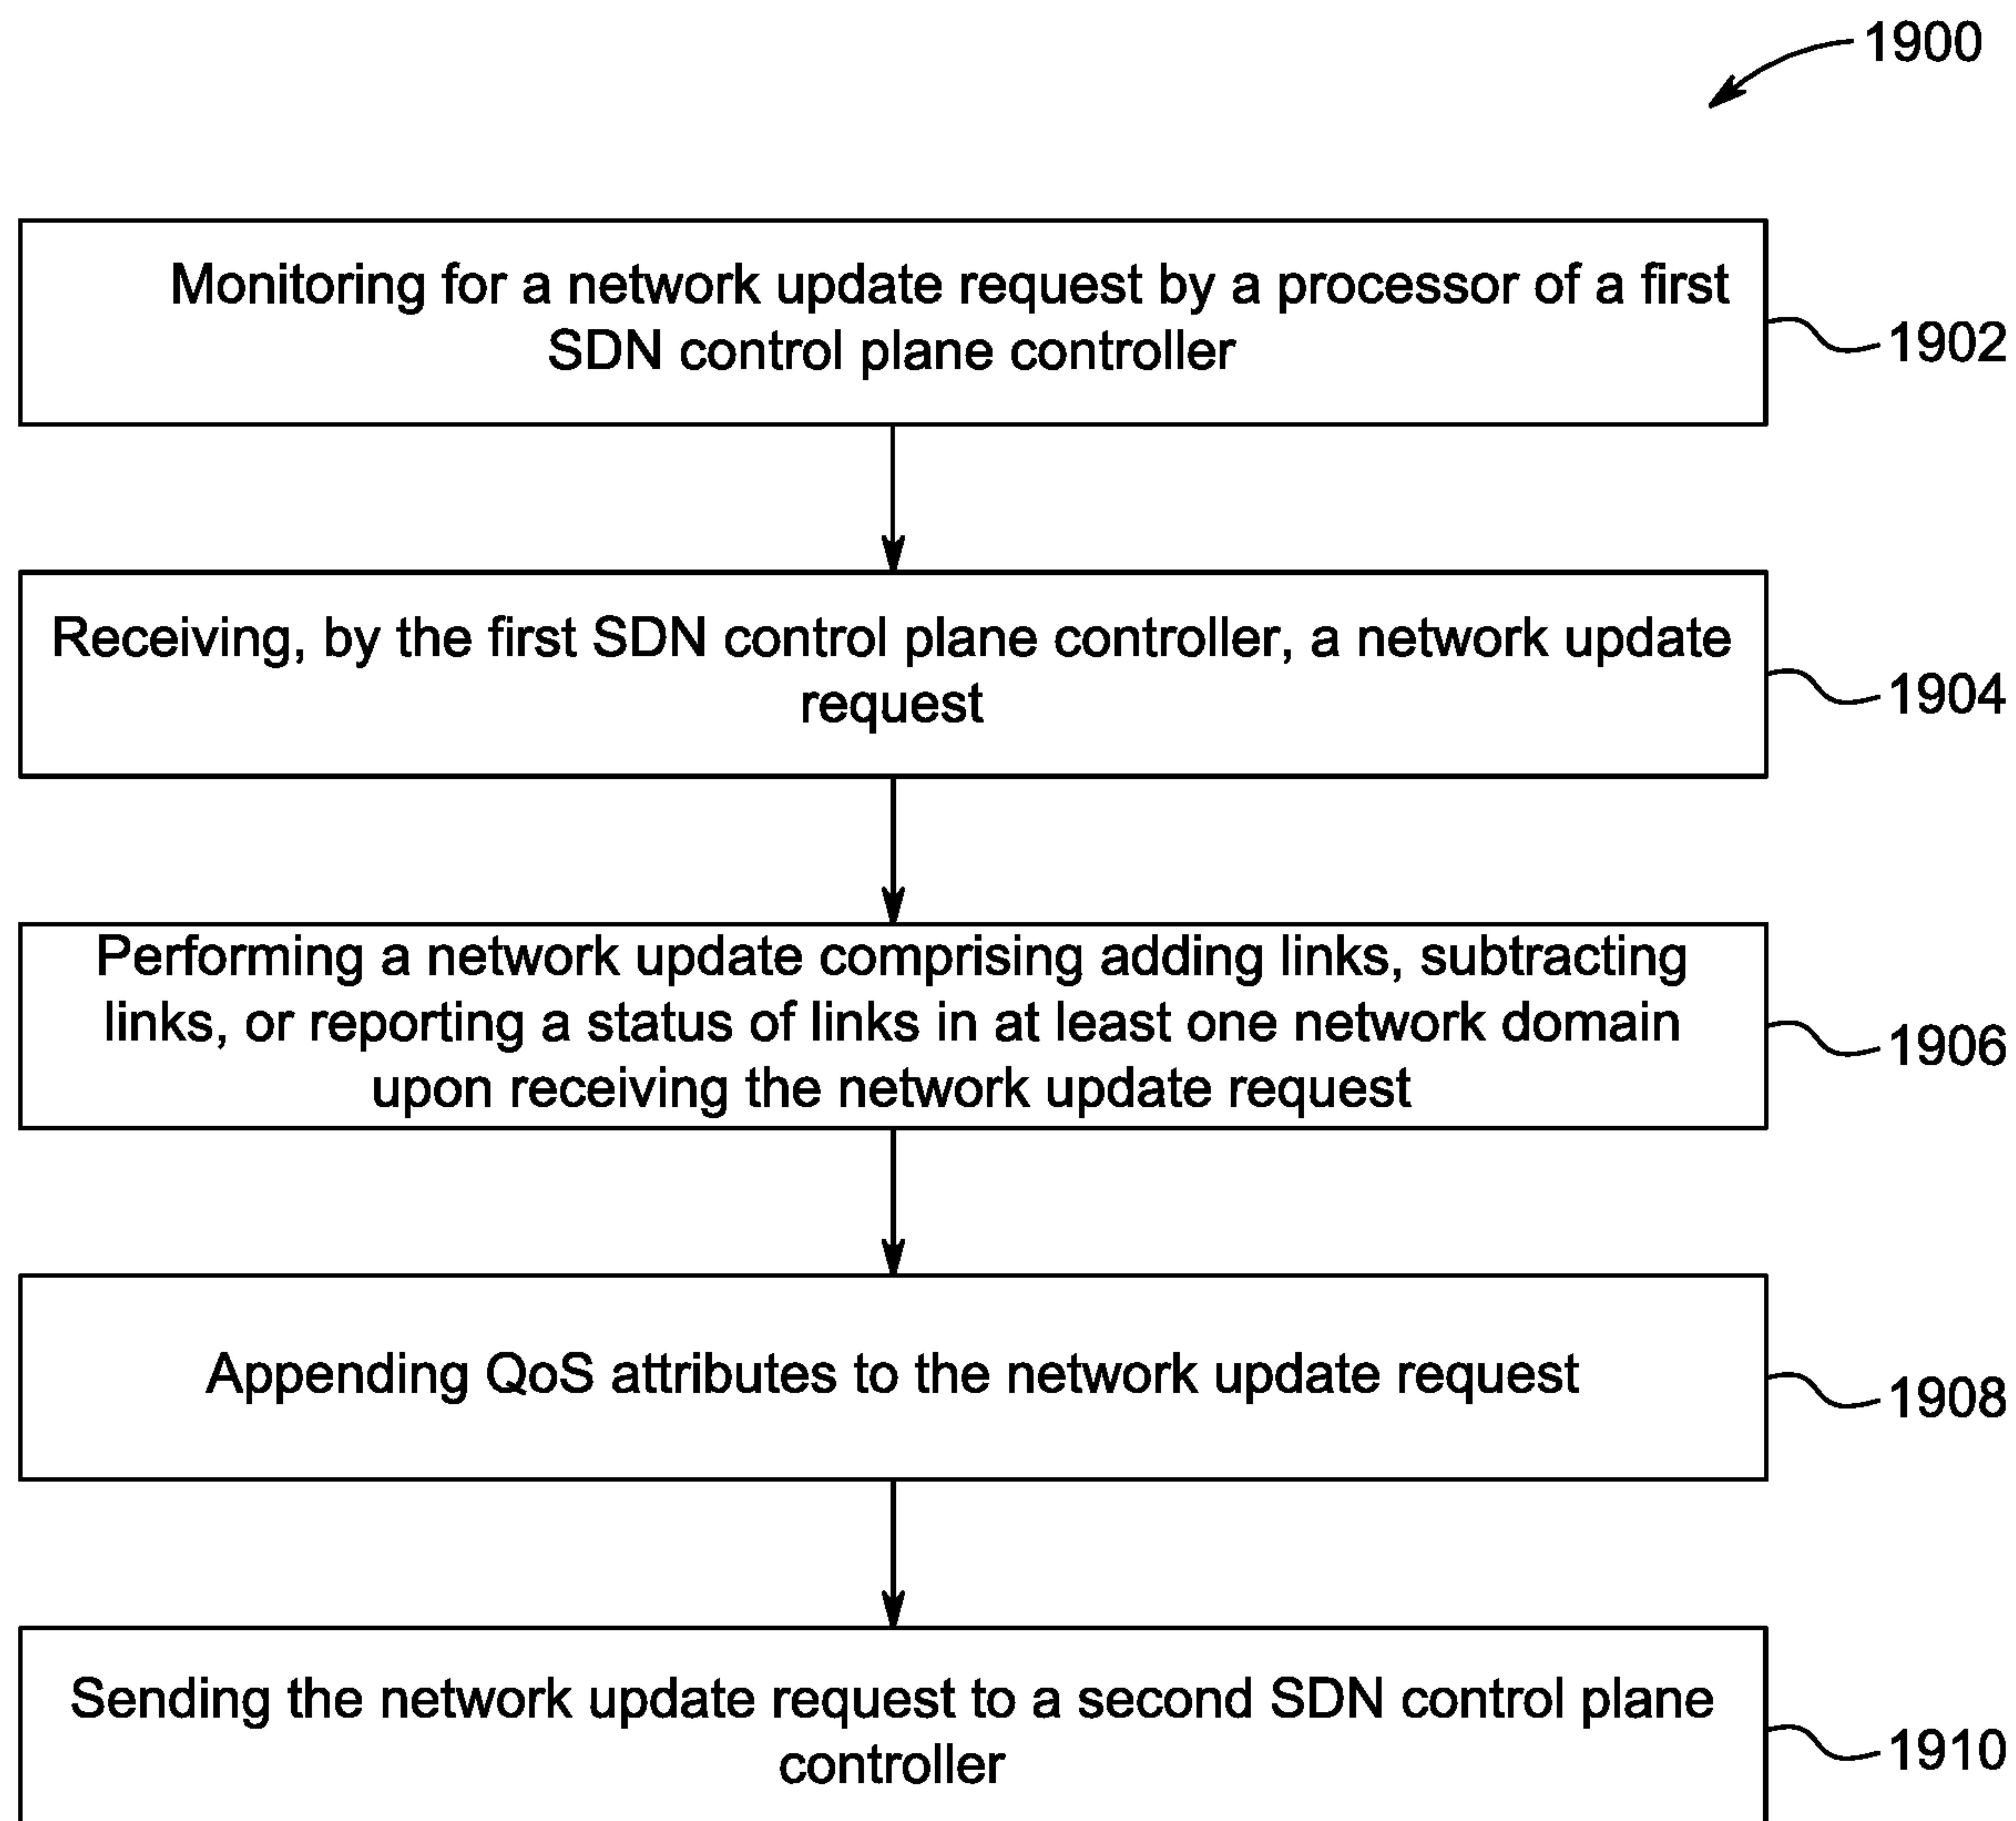 1900
Monitoring for a network update request by a processor of a first
SDN control plane controller
1902
Receiving, by the first SDN control plane controller, a network update
request
1904
Performing a network update comprising adding links, subtracting
links, or reporting a status of links in at least one network domain
upon receiving the network update request
1906
Appending QoS attributes to the network update request
1908
Sending the network update request to a second SDN control plane
controller
1910